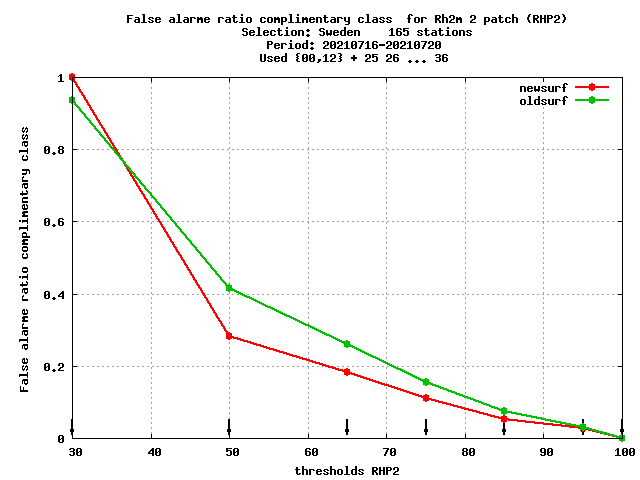 False alarme ratio complimentary class  for Rh2m 2 patch (RHP2)
Selection: Sweden    165 stations
Period: 20210716-20210720
Used {00,12} + 25 26 ... 36
newsurf
oldsurf
False alarme ratio complimentary class
1
0.8
0.6
0.4
0.2
0
30 40 50 60 70 80 90 100
thresholds RHP2